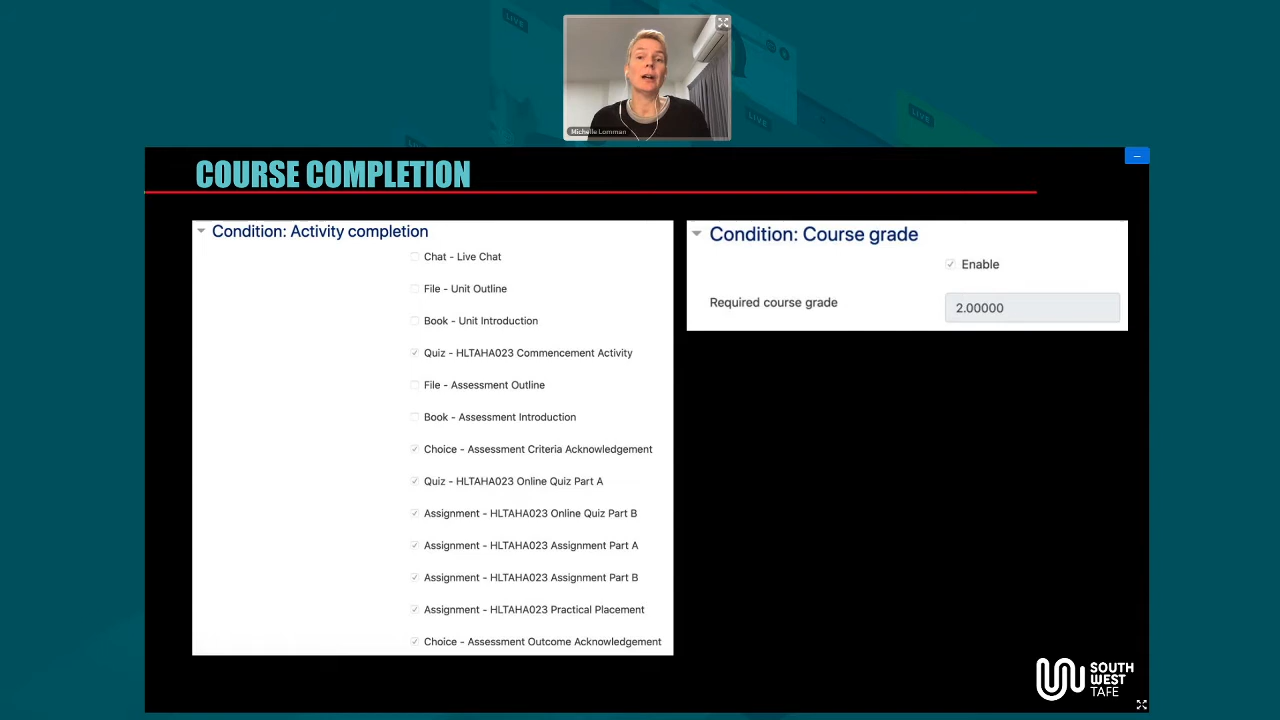 LIVE
LIVE
LIVE
Michelle Lomman
COURSE COMPLETION
Condition: Activity completion
Chat - Live Chat
File - Unit Outline
Book - Unit Introduction
Quiz - HLTAHA023 Commencement Activity
File - Assessment Outline
Book - Assessment Introduction
Choice - Assessment Criteria Acknowledgement
Quiz - HLTAHA023 Online Quiz Part A
Assignment - HLTAHA023 Online Quiz Part B
Assignment - HLTAHA023 Assignment Part A
Assignment - HLTAHA023 Assignment Part B
Assignment - HLTAHA023 Practical Placement
Choice - Assessment Outcome Acknowledgement
Condition: Course grade
Enable
Required course grade
2.00000
SOUTH
WEST
TAFE